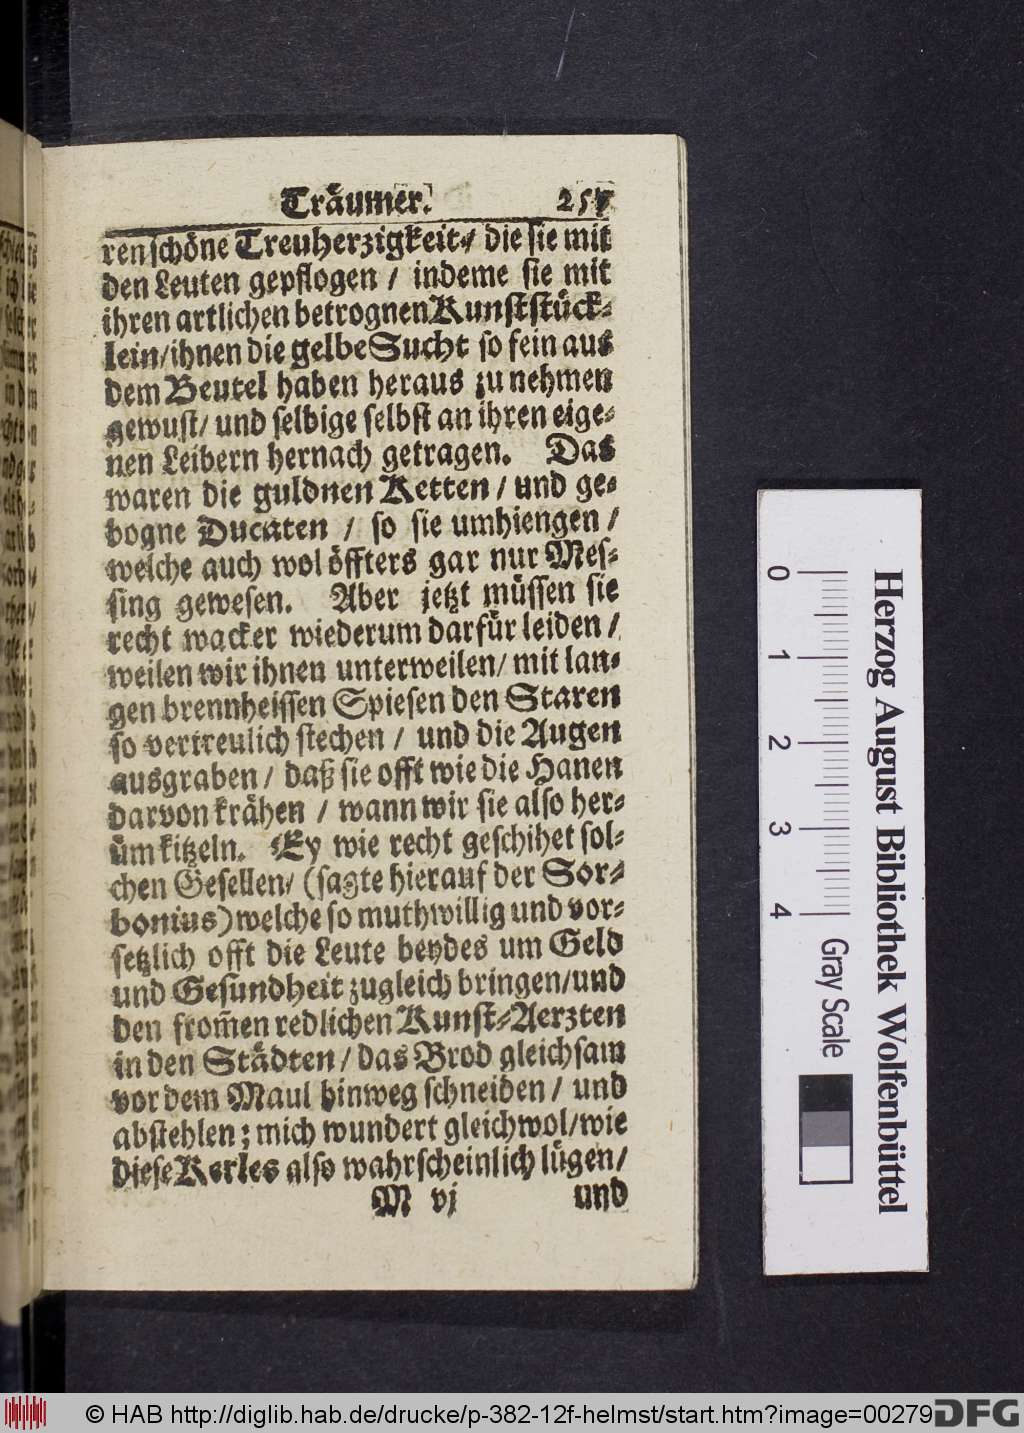 Träumer. 257
ren schöne Treuherzigkeit / die sie mit
den Leuten gepflogen / indeme sie mit
ihren artlichen betrognen Kunststück-
lein / ihnen die gelbe Sucht so fein aus
dem Beutel haben heraus zu nehmen
gewust / und selbige selbst an ihren eige-
nen Leibern hernach getragen. Das
waren die guldnen Ketten / und ge-
bogne Ducaten / so sie umhiengen /
welche auch wol öffters gar nur Mes-
sing gewesen. Aber jetzt müssen sie
recht wacker wiederum darfür leiden /
weilen wir ihnen unterweilen / mit lan-
gen brennheissen Spiesen den Staren
so vertreulich stechen / und die Augen
ausgraben / daß sie offt wie die Hanen
darvon krähen / wann wir sie also her-
üm kitzeln. Ey wie recht geschihet sol-
chen Gesellen / (sagte hierauf der Sor-
bonius) welche so muthwillig und vor-
setzlich offt die Leute beydes um Geld
und Gesundheit zugleich bringen / und
den from̃en redlichen Kunst-Aerzten
in den Städten / das Brod gleichsam
vor dem Maul hinweg schneiden / und
abstehlen; mich wundert gleichwol / wie
diese Kerles also wahrscheinlich lügen /
M vj und
Herzog August Bibliothek Wolfenbüttel
0 1 2 3 4 Gray Scale
© HAB http://diglib.hab.de/drucke/p-382-12f-helmst/start.htm?image=00279
DFG